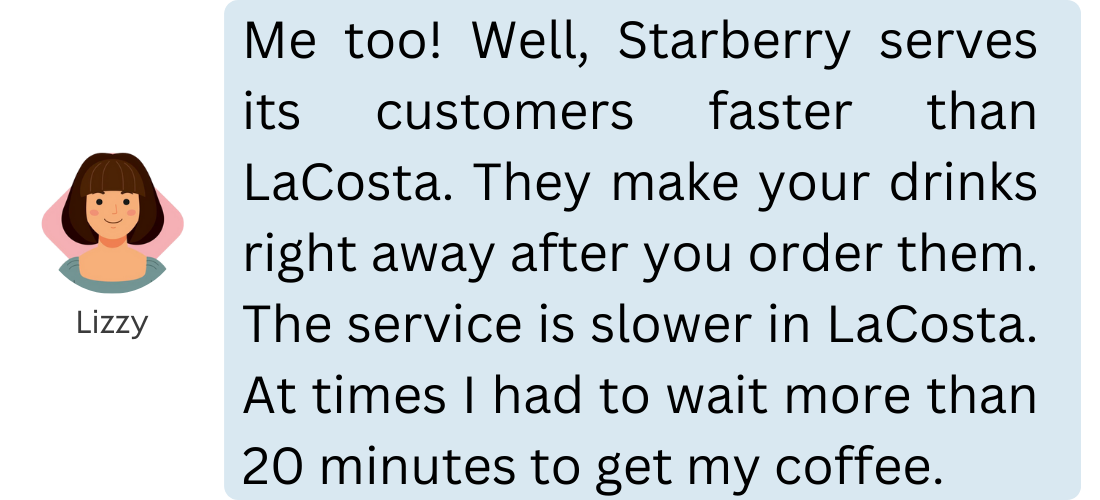 Me too! Well, Starberry serves
its customers faster than
LaCosta. They make your drinks
right away after you order them.
The service is slower in LaCosta.
At times I had to wait more than
20 minutes to get my coffee.
Lizzy